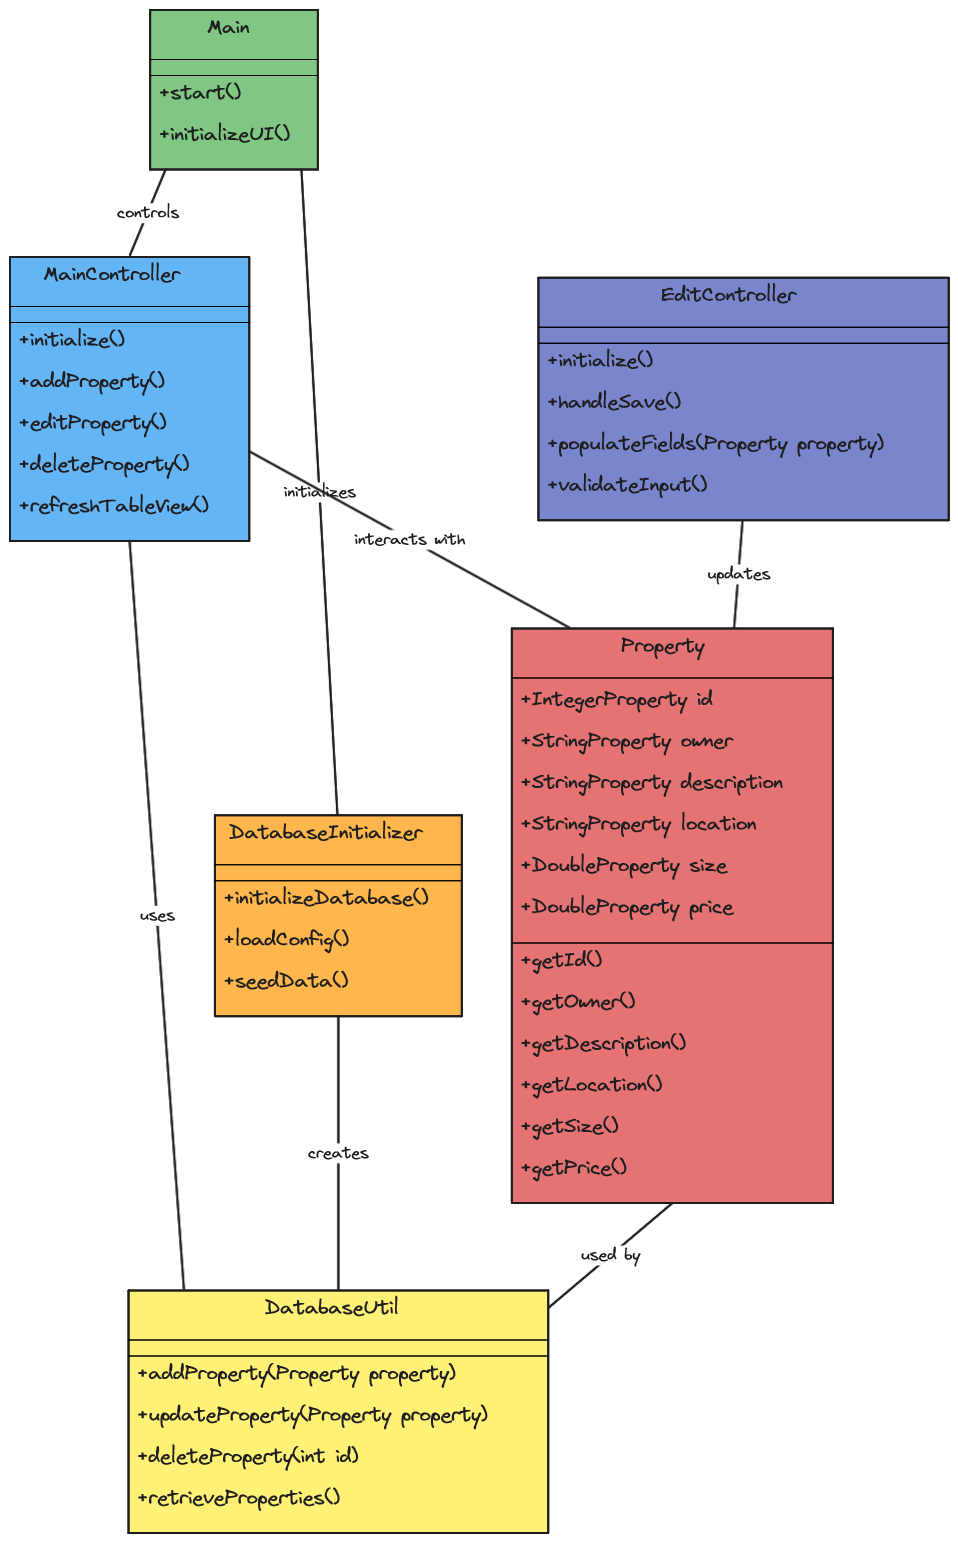 Main
+start()
+initializeUI()
controls
MainController
+initialize()
+addProperty()
+editProperty()
+deleteProperty()
+refreshTableView()
EditController
+initialize()
+handleSave()
+populateFields(Property property)
+validateInput()
initializes
interacts with
updates
Property
+IntegerProperty id
+StringProperty owner
+StringProperty description
+StringProperty location
+DoubleProperty size
+DoubleProperty price
+getId()
+getOwner()
+getDescription()
+getLocation()
+getSize()
+getPrice()
DatabaseInitializer
+initializeDatabase()
+loadConfig()
+seedData()
uses
creates
used by
DatabaseUtil
+addProperty(Property property)
+updateProperty(Property property)
+deleteProperty(int id)
+retrieveProperties()